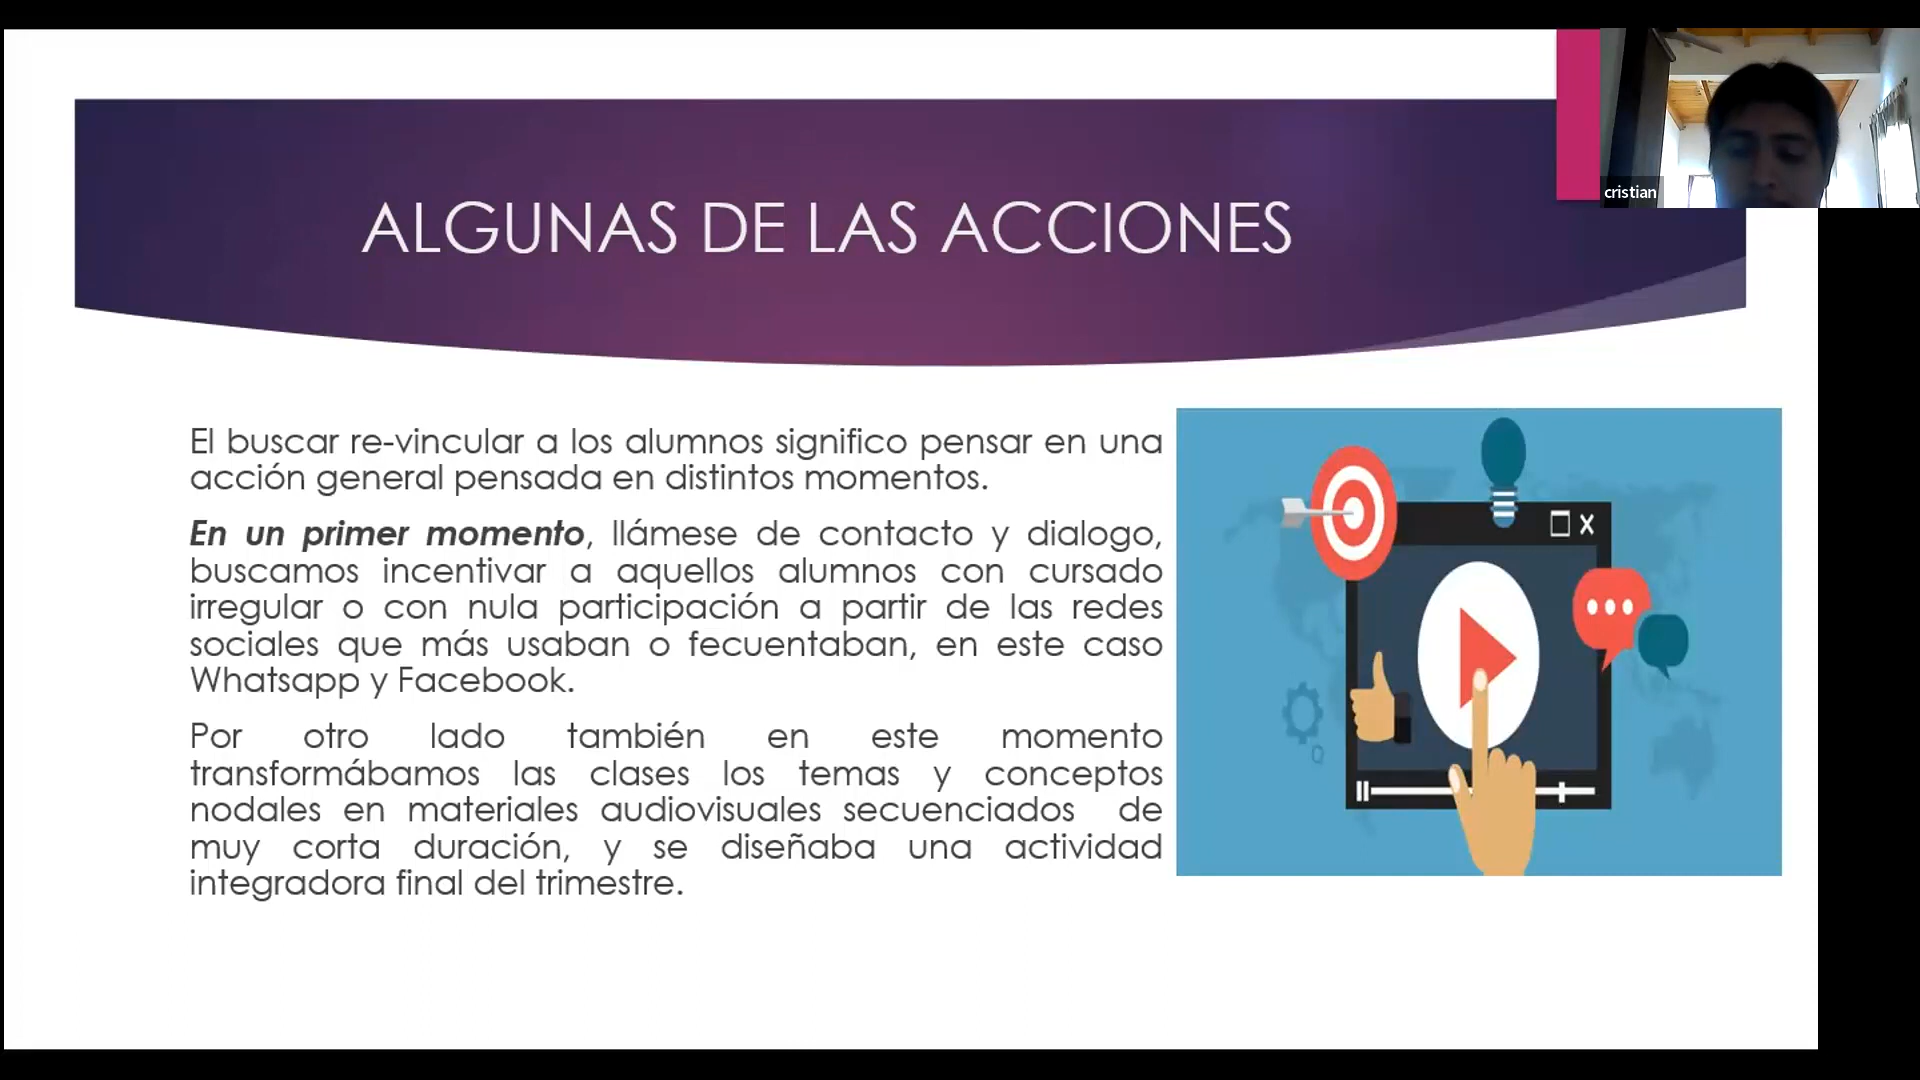 cristian
ALGUNAS DE LAS ACCIONES
El buscar re-vincular a los alumnos significo pensar en una
acción general pensada en distintos momentos.
En un primer momento, llámese de contacto y dialogo,
buscamos incentivar a aquellos alumnos con cursado
irregular o con nula participación a partir de las redes
sociales que más usaban o fecuentaban, en este caso
Whatsapp y Facebook.
Por otro lado también en este momento
transformábamos las clases los temas y conceptos
nodales en materiales audiovisuales secuenciados de
muy corta duración, y se diseñaba una actividad
integradora final del trimestre.